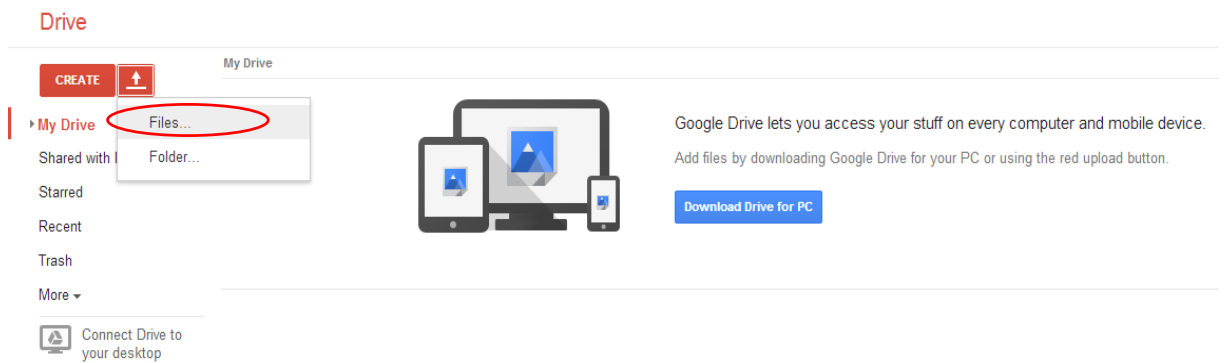 Drive
CREATE
My Drive
Files...
Folder...
My Drive
Shared with
Starred
Recent
Trash
More
Connect Drive to
your desktop
Google Drive lets you access your stuff on every computer and mobile device.
Add files by downloading Google Drive for your PC or using the red upload button.
Download Drive for PC